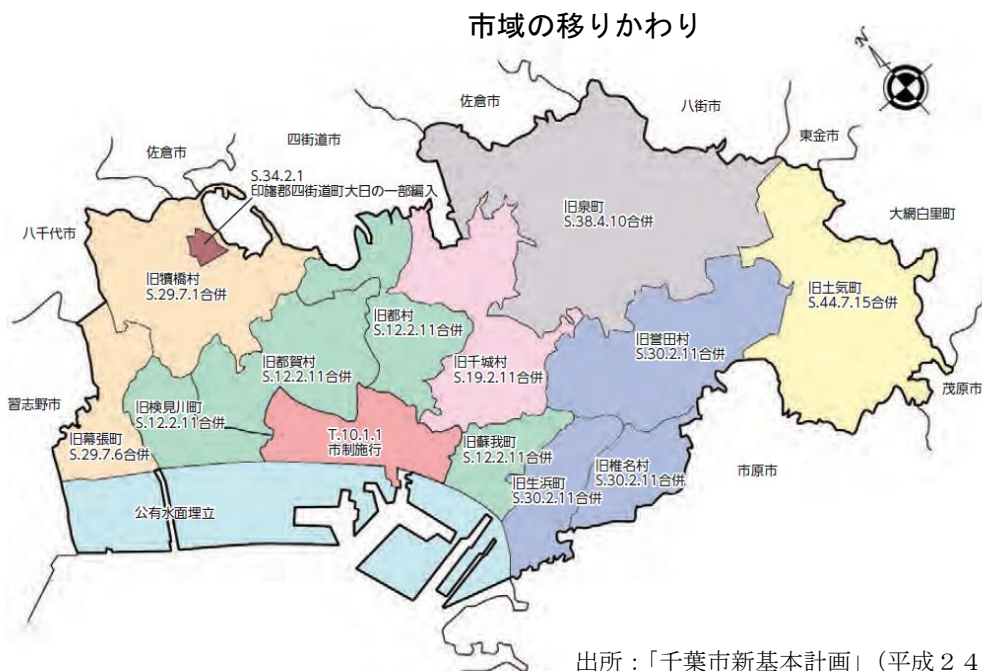 市域の移りかわり
N
佐倉市
八街市
東金市
四街道市
佐倉市
S.34.2.1
印旛郡四街道町大日の一部編入
大網白里町
八千代市
旧泉町
S.38.4.10合併
旧犢橋村
S.29.7.1合併
旧土気町
S.44.7.15合併
旧都村
S.12.2.11合併
旧誉田村
S.30.2.11合併
旧都賀村
S.12.2.11合併
旧千城村
S.19.2.11合併
茂原市
習志野市
旧検見川町
S.12.2.11合併
旧幕張町
S.29.7.6合併
T.10.1.1
市制施行
旧蘇我町
S.12.2.11合併
旧椎名村
S.30.2.11合併
市原市
旧生浜町
S.30.2.11合併
公有水面埋立
出所：「千葉市新基本計画」（平成２４